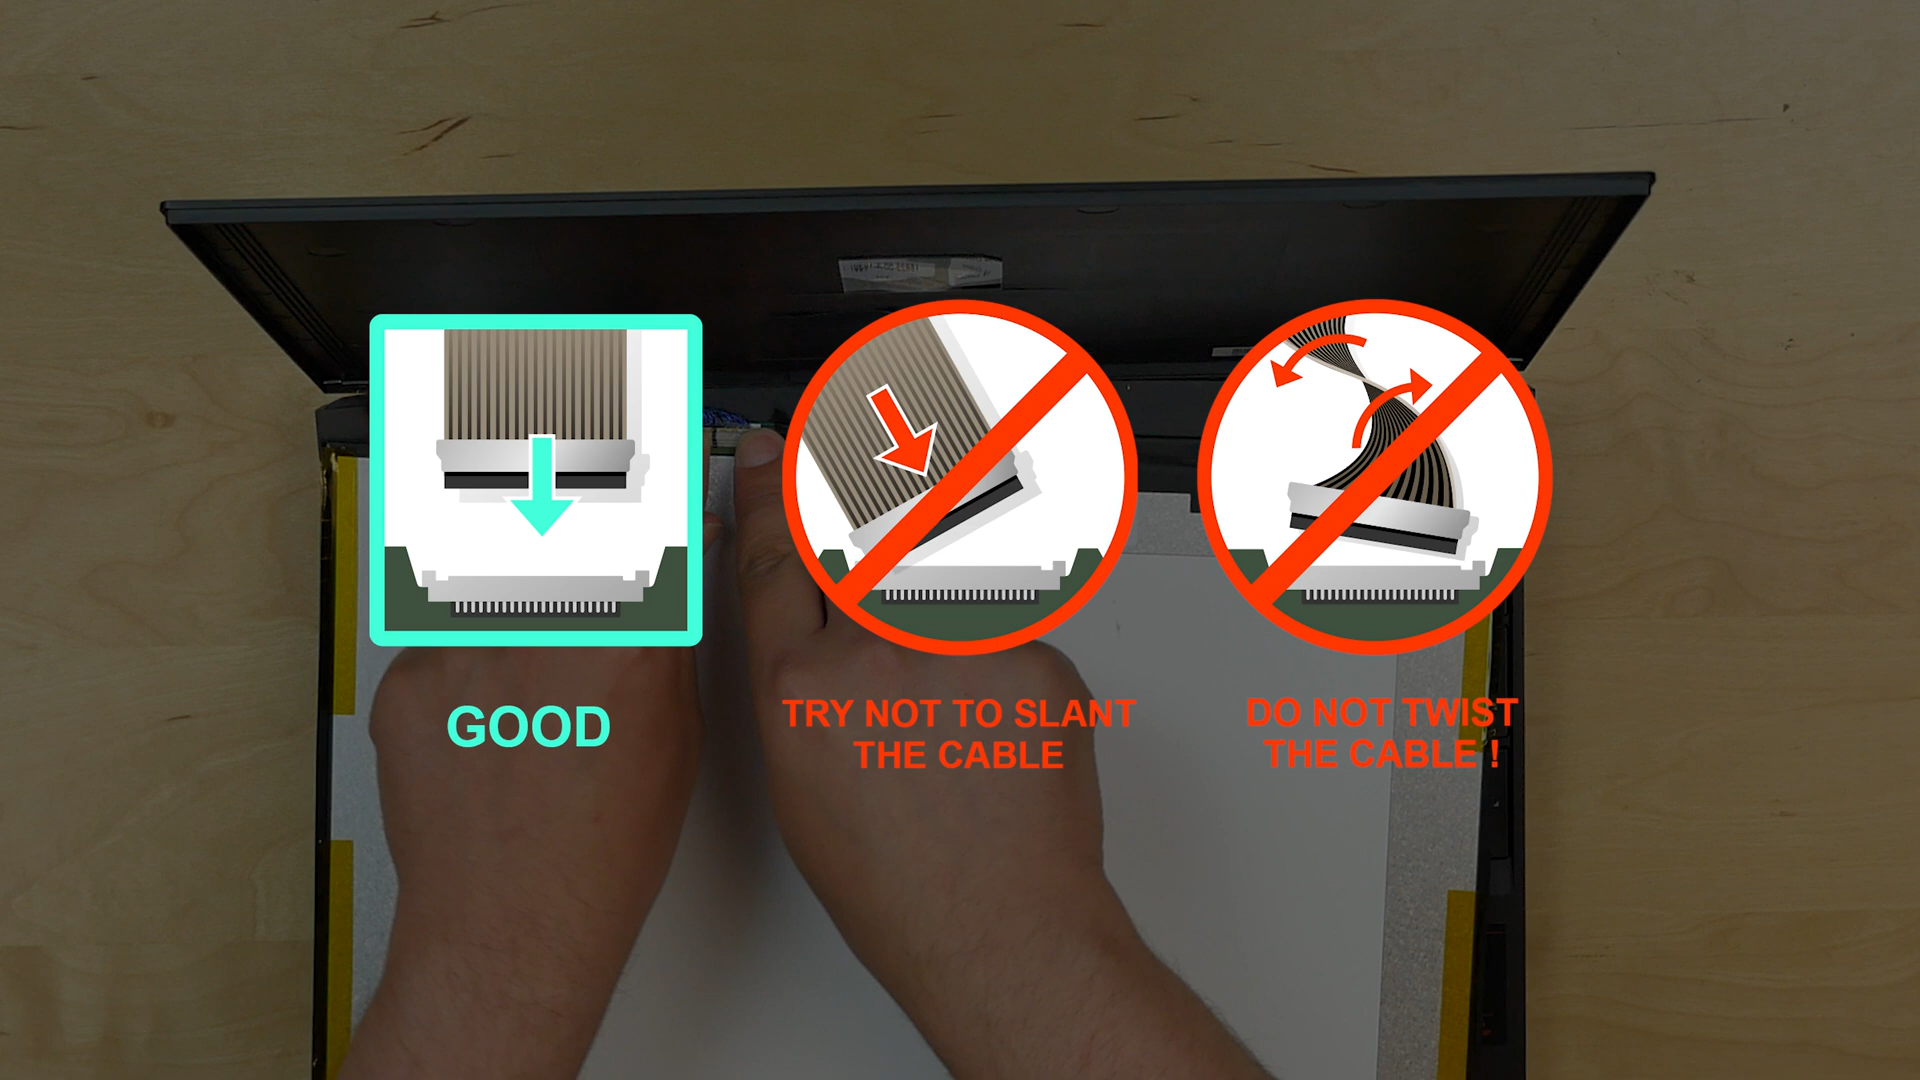 GOOD
TRY NOT TO SLANT
THE CABLE
DO NOT TWIST
THE CABLE !